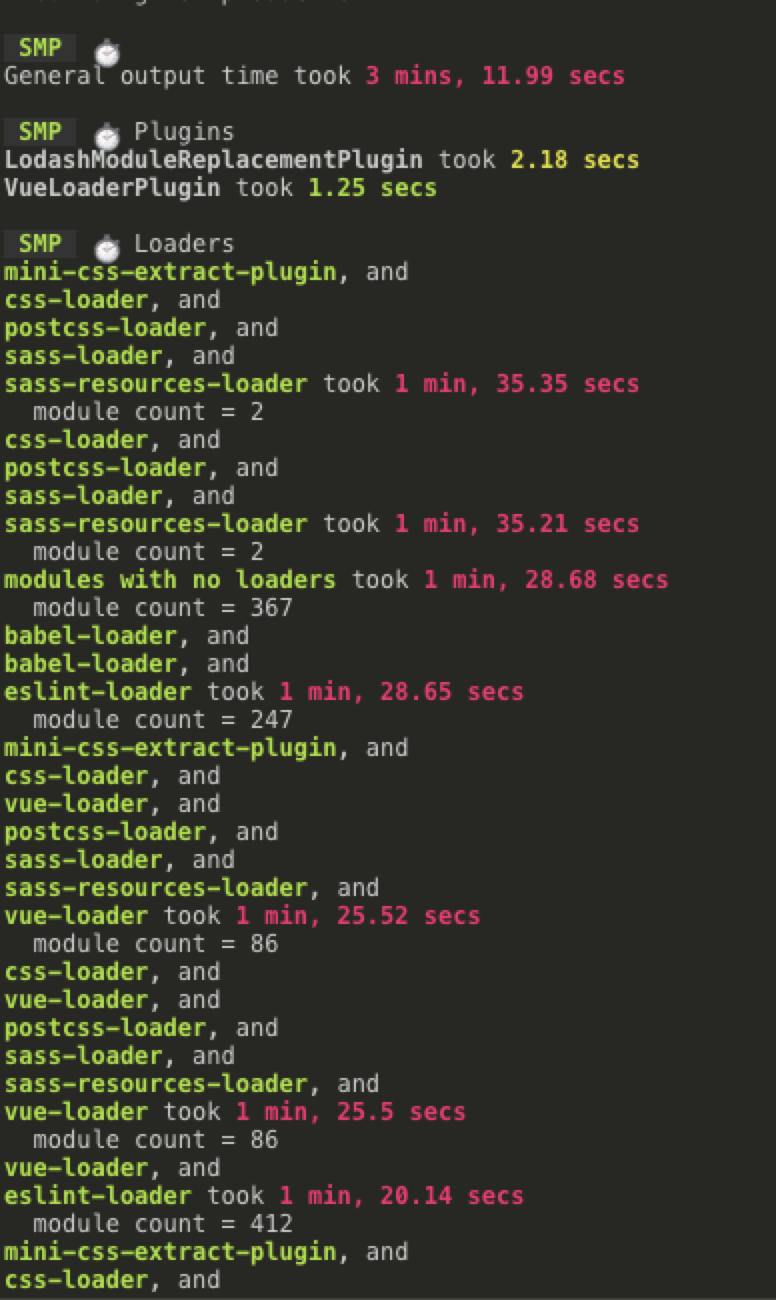 SMP ⏱
General output time took 3 mins, 11.99 secs
SMP ⏱ Plugins
LodashModuleReplacementPlugin took 2.18 secs
VueLoaderPlugin took 1.25 secs
SMP ⏱ Loaders
mini-css-extract-plugin, and
css-loader, and
postcss-loader, and
sass-loader, and
sass-resources-loader took 1 min, 35.35 secs
module count = 2
css-loader, and
postcss-loader, and
sass-loader, and
sass-resources-loader took 1 min, 35.21 secs
module count = 2
modules with no loaders took 1 min, 28.68 secs
module count = 367
babel-loader, and
babel-loader, and
eslint-loader took 1 min, 28.65 secs
module count = 247
mini-css-extract-plugin, and
css-loader, and
vue-loader, and
postcss-loader, and
sass-loader, and
sass-resources-loader, and
vue-loader took 1 min, 25.52 secs
module count = 86
css-loader, and
vue-loader, and
postcss-loader, and
sass-loader, and
sass-resources-loader, and
vue-loader took 1 min, 25.5 secs
module count = 86
vue-loader, and
eslint-loader took 1 min, 20.14 secs
module count = 412
mini-css-extract-plugin, and
css-loader, and